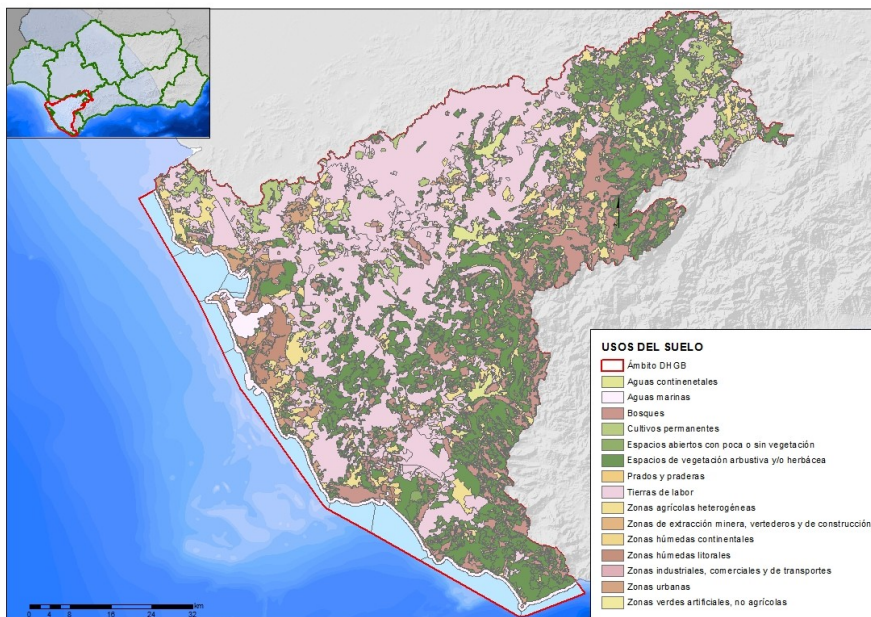 USOS DEL SUELO
Ámbito DHGB
Aguas continenetales
Aguas marinas
Bosques
Cultivos permanentes
Espacios abiertos con poca o sin vegetación
Espacios de vegetación arbustiva y/o herbácea
Prados y praderas
Tierras de labor
Zonas agrícolas heterogéneas
Zonas de extracción minera, vertederos y de construcción
Zonas húmedas continentales
Zonas húmedas litorales
Zonas industriales, comerciales y de transportes
Zonas urbanas
Zonas verdes artificiales, no agrícolas
km
0 4 8 16 24 32